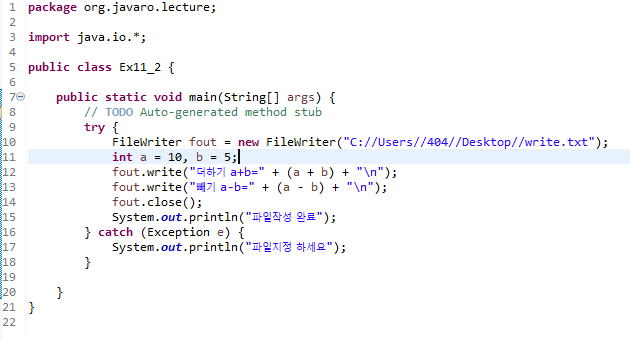 1 package org.javaro.lecture;
2
3 import java.io.*;
4
5 public class Ex11_2 {
6
7 public static void main(String[] args) {
8 // TODO Auto-generated method stub
9 try {
10 FileWriter fout = new FileWriter("C://Users//404//Desktop//write.txt");
11 int a = 10, b = 5;
12 fout.write("더하기 a+b=" + (a + b) + "\n");
13 fout.write("빼기 a-b=" + (a - b) + "\n");
14 fout.close();
15 System.out.println("파일작성 완료");
16 } catch (Exception e) {
17 System.out.println("파일지정 하세요");
18 }
19
20 }
21 }
22